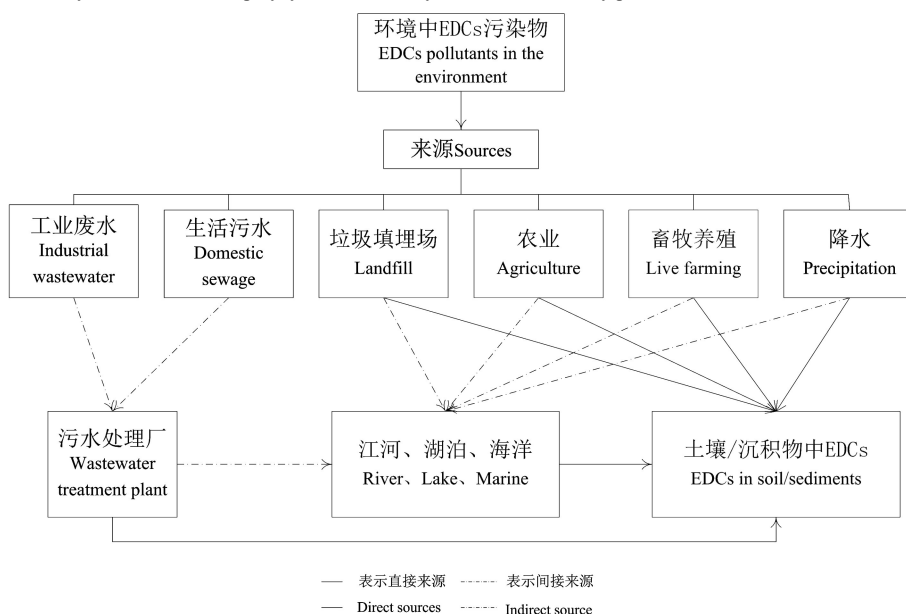 环境中EDCs污染物
EDCs pollutants in the
environment
来源Sources
工业废水
Industrial
wastewater
生活污水
Domestic
sewage
垃圾填埋场
Landfill
农业
Agriculture
畜牧养殖
Live farming
降水
Precipitation
污水处理厂
Wastewater
treatment plant
江河、湖泊、海洋
River、Lake、Marine
土壤/沉积物中EDCs
EDCs in soil/sediments
表示直接来源 表示间接来源
Direct sources Indirect source